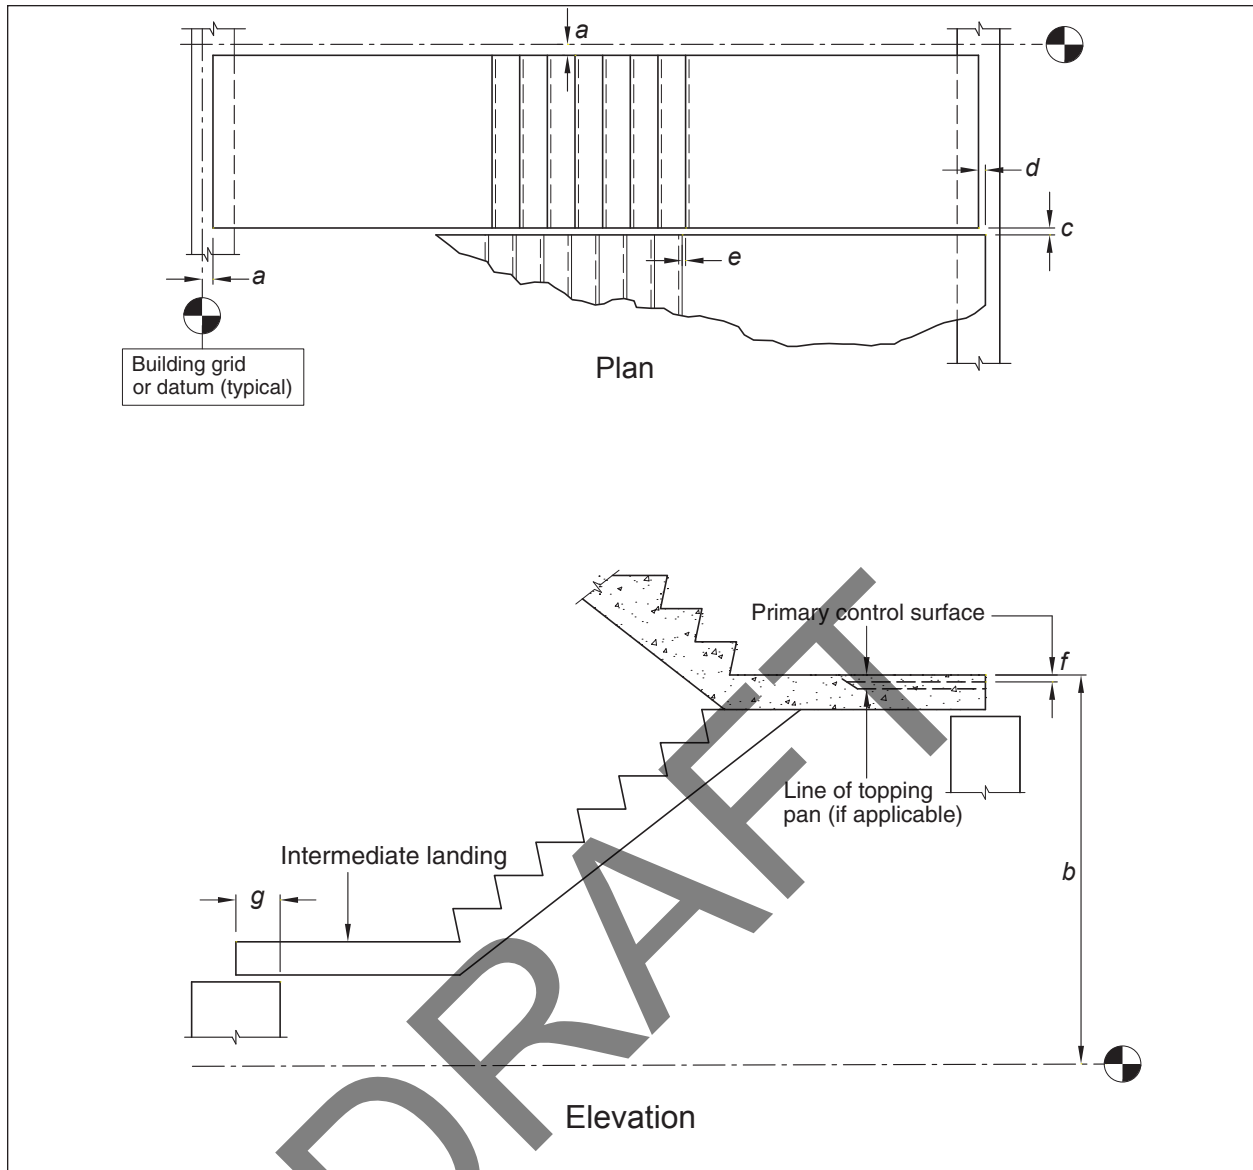 a
d
c
e
a
Building grid
or datum (typical)
Plan
Primary control surface
f
Line of topping
pan (if applicable)
Intermediate landing
b
g
Elevation
DRAFT